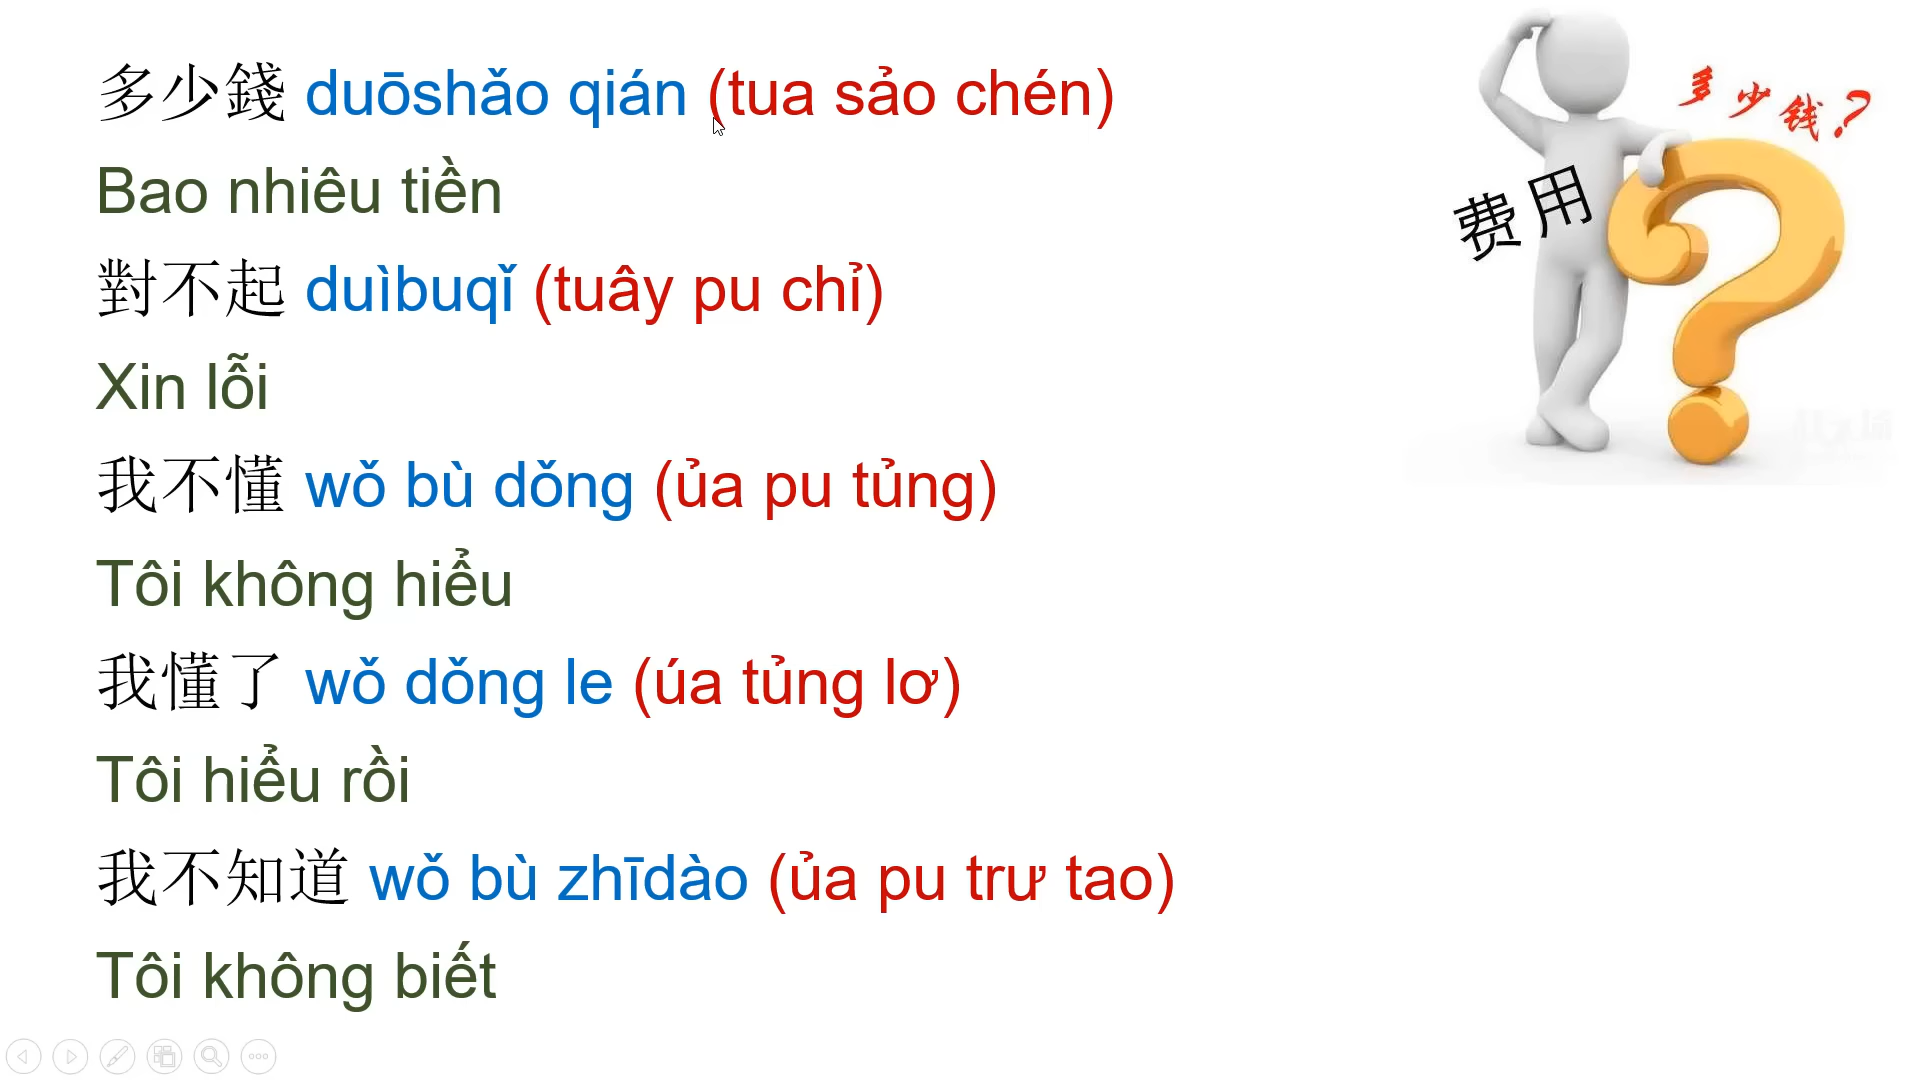 多少錢 duōshǎo qián (tua sảo chén)
Bao nhiêu tiền
對不起 duìbuqǐ (tuây pu chỉ)
Xin lỗi
我不懂 wǒ bù dǒng (ủa pu tủng)
Tôi không hiểu
我懂了 wǒ dǒng le (úa tủng lơ)
Tôi hiểu rồi
我不知道 wǒ bù zhīdào (ủa pu trư tao)
Tôi không biết
多少钱?
费用